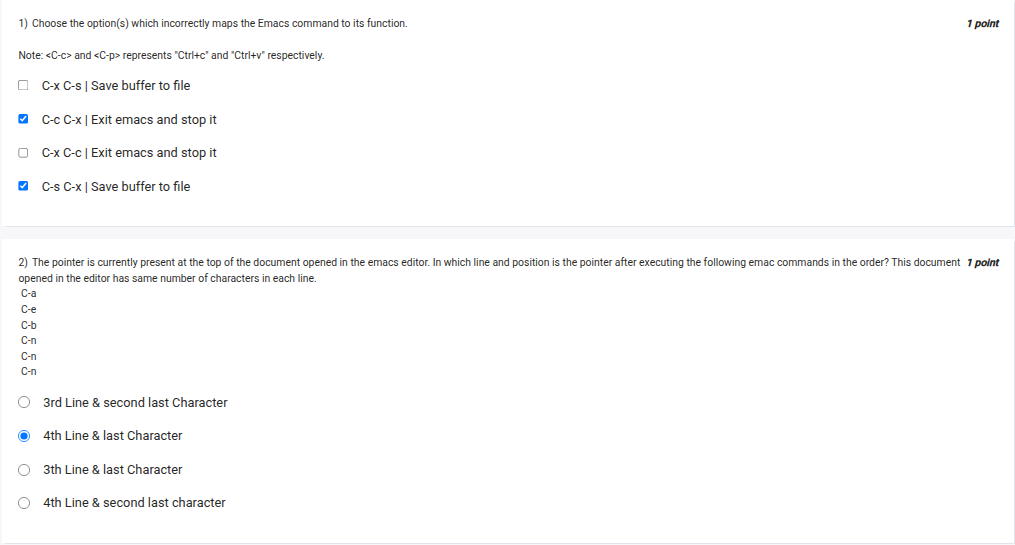 1) Choose the option(s) which incorrectly maps the Emacs command to its function. 1 point
Note: <C-c> and <C-p> represents "Ctrl+c" and "Ctrl+v" respectively.
C-x C-s | Save buffer to file
C-c C-x | Exit emacs and stop it
C-x C-c | Exit emacs and stop it
C-s C-x | Save buffer to file
2) The pointer is currently present at the top of the document opened in the emacs editor. In which line and position is the pointer after executing the following emac commands in the order? This document 1 point
opened in the editor has same number of characters in each line.
C-a
C-e
C-b
C-n
C-n
C-n
3rd Line & second last Character
4th Line & last Character
3th Line & last Character
4th Line & second last character